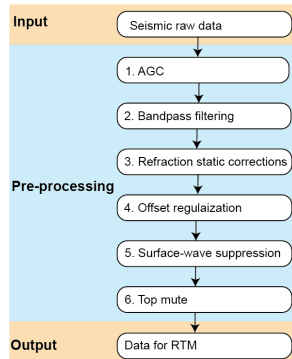 Input
Seismic raw data
Pre-processing
1. AGC
2. Bandpass filtering
3. Refraction static corrections
4. Offset regulaization
5. Surface-wave suppression
6. Top mute
Output
Data for RTM